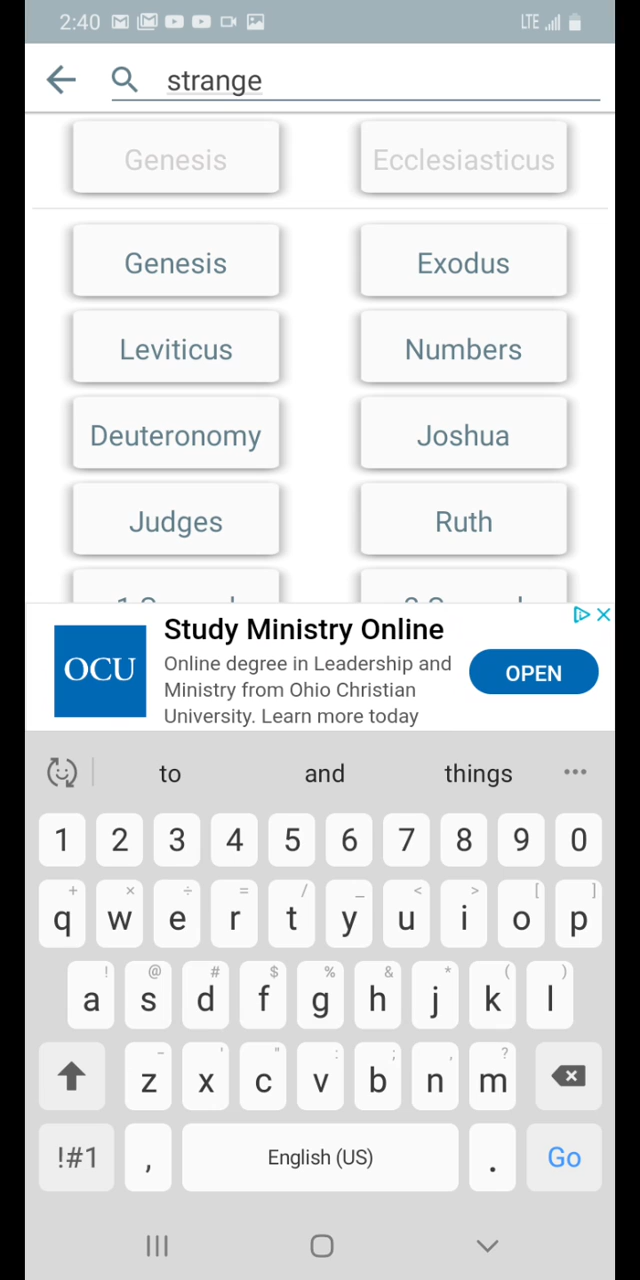 2:40 LTE
strange
Genesis Ecclesiasticus
Genesis Exodus
Leviticus Numbers
Deuteronomy Joshua
Judges Ruth
Study Ministry Online
OCU
Online degree in Leadership and
Ministry from Ohio Christian
University. Learn more today
OPEN
to and things
1 2 3 4 5 6 7 8 9 0
+ × ÷ = / _ < > [ ]
q w e r t y u i o p
! @ # $ % & * ( )
a s d f g h j k l
- ' " : ; , ?
z x c v b n m
!#1 , English (US) . Go